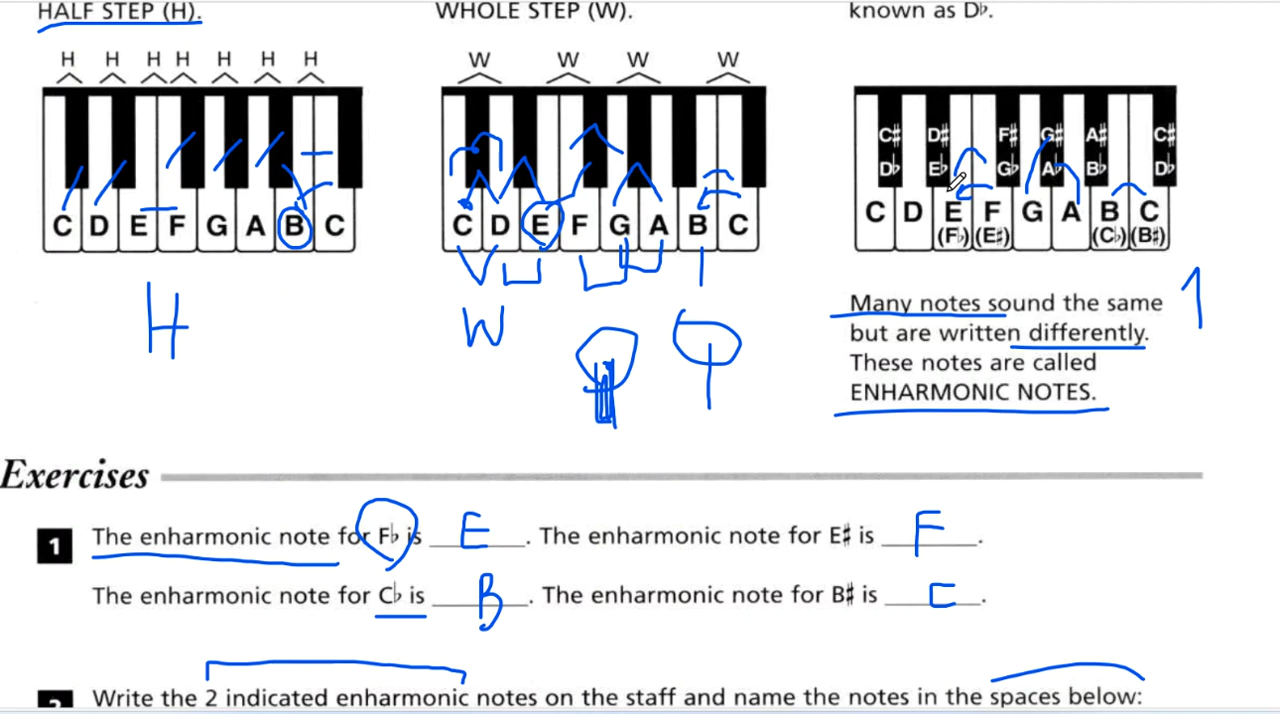 HALF STEP (H).
WHOLE STEP (W).
known as D♭.
H H H H H H H
W W W W
C D E F G A B C
C D E F G A B C
C♯ D♯ F♯ G♯ A♯ C♯
D♭ E♭ G♭ A♭ B♭ D♭
C D E F G A B C
(F♭) (E♯) (C♭) (B♯)
H
W
1
Many notes sound the same
but are written differently.
These notes are called
ENHARMONIC NOTES.
Exercises
1 The enharmonic note for F♭ is E. The enharmonic note for E♯ is F.
The enharmonic note for C♭ is B. The enharmonic note for B♯ is C.
2 Write the 2 indicated enharmonic notes on the staff and name the notes in the spaces below: